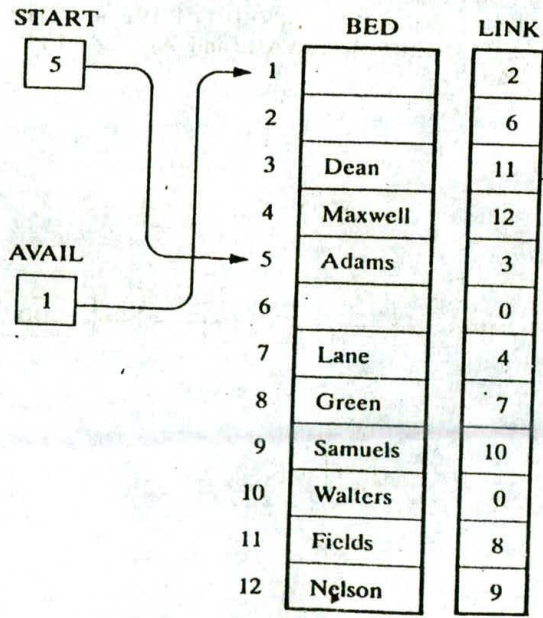 START BED LINK
5 1 2
2 6
3 Dean 11
4 Maxwell 12
AVAIL 5 Adams 3
1 6 0
7 Lane 4
8 Green 7
9 Samuels 10
10 Walters 0
11 Fields 8
12 Nelson 9